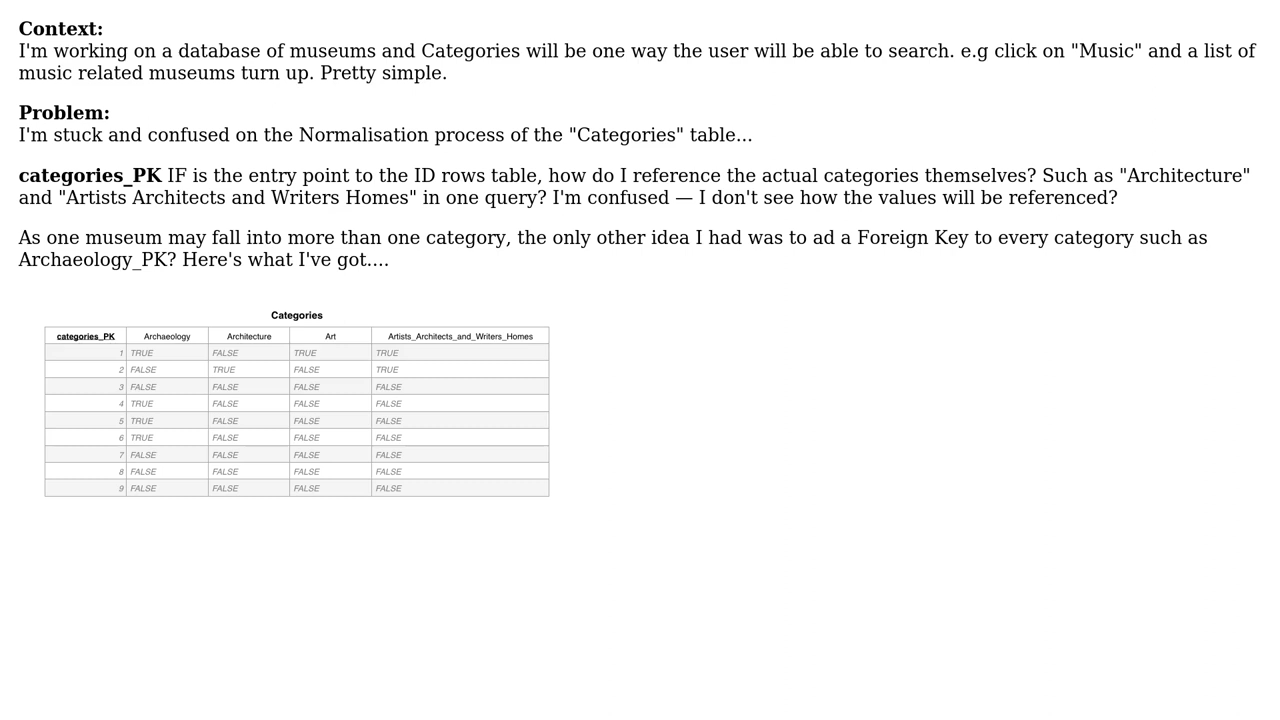 Context:
I'm working on a database of museums and Categories will be one way the user will be able to search. e.g click on "Music" and a list of
music related museums turn up. Pretty simple.
Problem:
I'm stuck and confused on the Normalisation process of the "Categories" table...
categories_PK IF is the entry point to the ID rows table, how do I reference the actual categories themselves? Such as "Architecture"
and "Artists Architects and Writers Homes" in one query? I'm confused — I don't see how the values will be referenced?
As one museum may fall into more than one category, the only other idea I had was to ad a Foreign Key to every category such as
Archaeology_PK? Here's what I've got....
Categories
categories_PK Archaeology Architecture Art Artists_Architects_and_Writers_Homes
1 TRUE FALSE TRUE TRUE
2 FALSE TRUE FALSE TRUE
3 FALSE FALSE FALSE FALSE
4 TRUE FALSE FALSE FALSE
5 TRUE FALSE FALSE FALSE
6 TRUE FALSE FALSE FALSE
7 FALSE FALSE FALSE FALSE
8 FALSE FALSE FALSE FALSE
9 FALSE FALSE FALSE FALSE